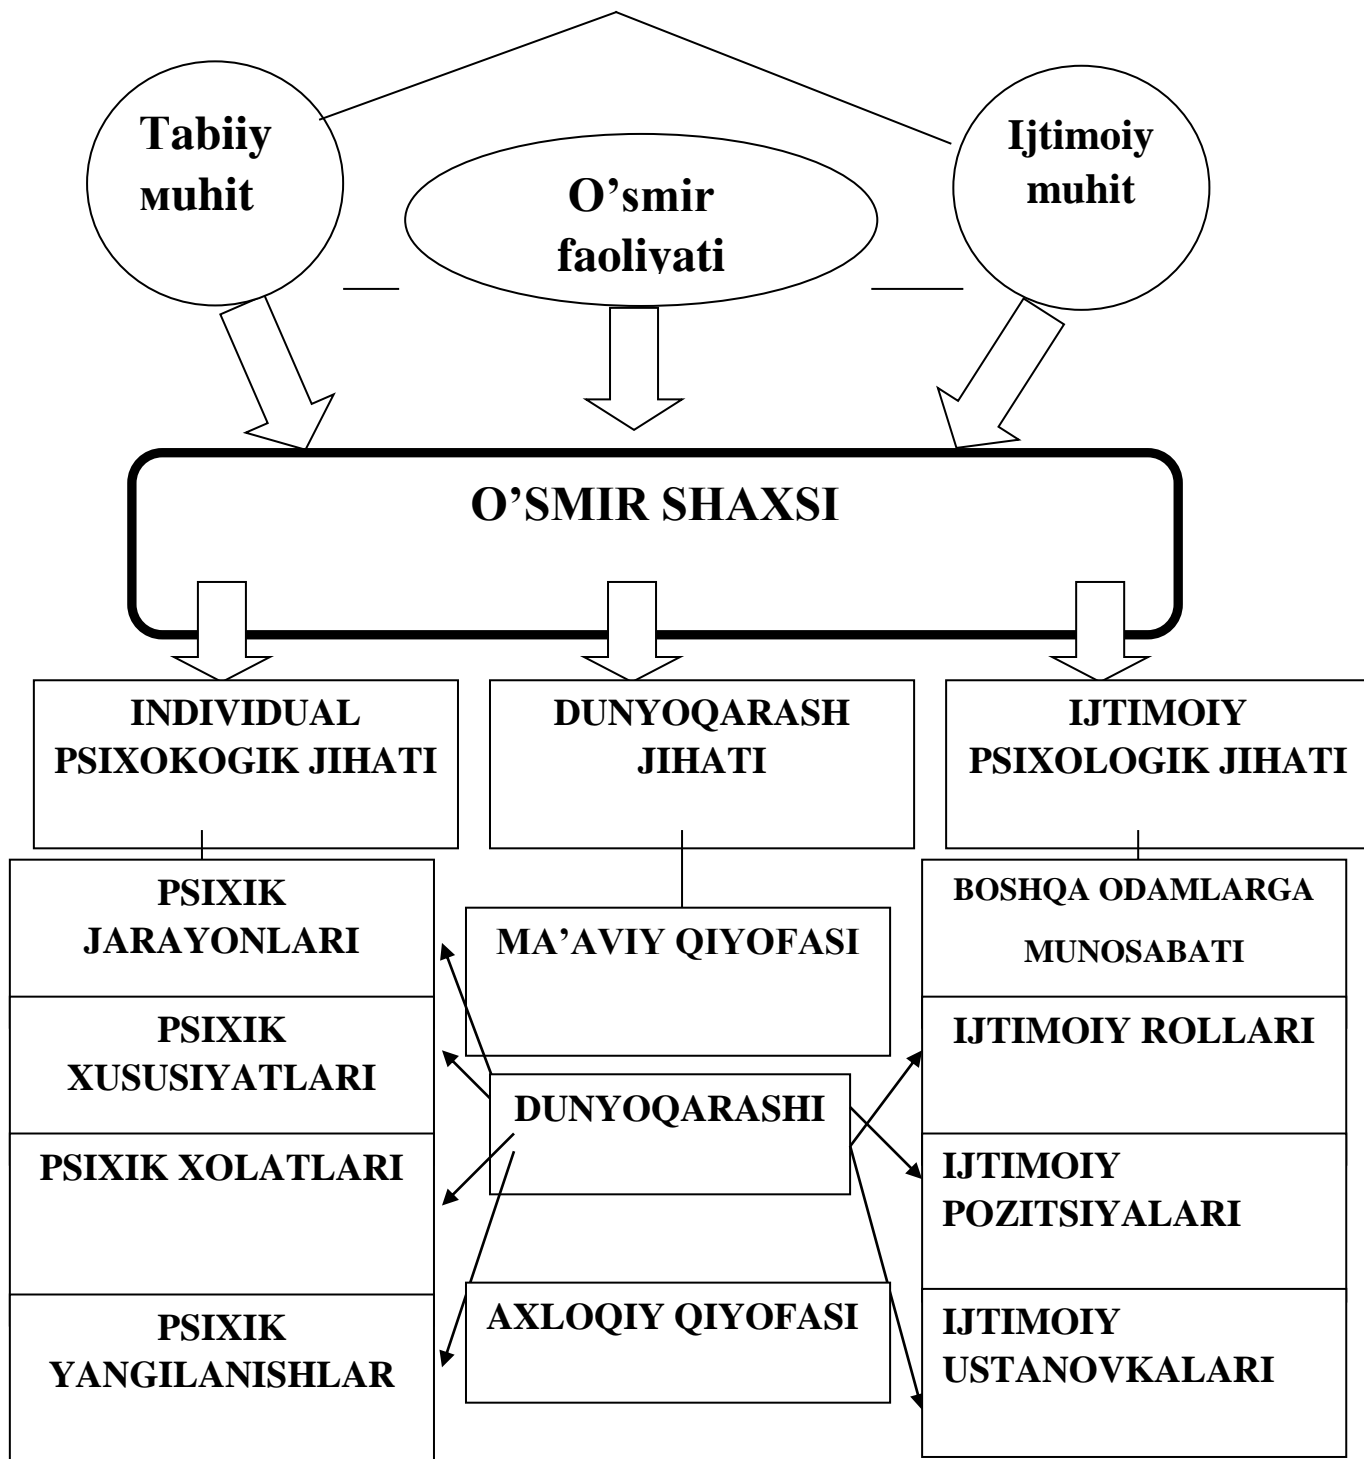 Tabiiy
muhit
O’smir
faoliyati
Ijtimoiy
muhit
O’SMIR SHAXSI
INDIVIDUAL
PSIXOKOGIK JIHATI
DUNYOQARASH
JIHATI
IJTIMOIY
PSIXOLOGIK JIHATI
PSIXIK
JARAYONLARI
MA’AVIY QIYOFASI
BOSHQA ODAMLARGA
MUNOSABATI
PSIXIK
XUSUSIYATLARI
IJTIMOIY ROLLARI
DUNYOQARASHI
PSIXIK XOLATLARI
IJTIMOIY
POZITSIYALARI
PSIXIK
YANGILANISHLAR
AXLOQIY QIYOFASI
IJTIMOIY
USTANOVKALARI